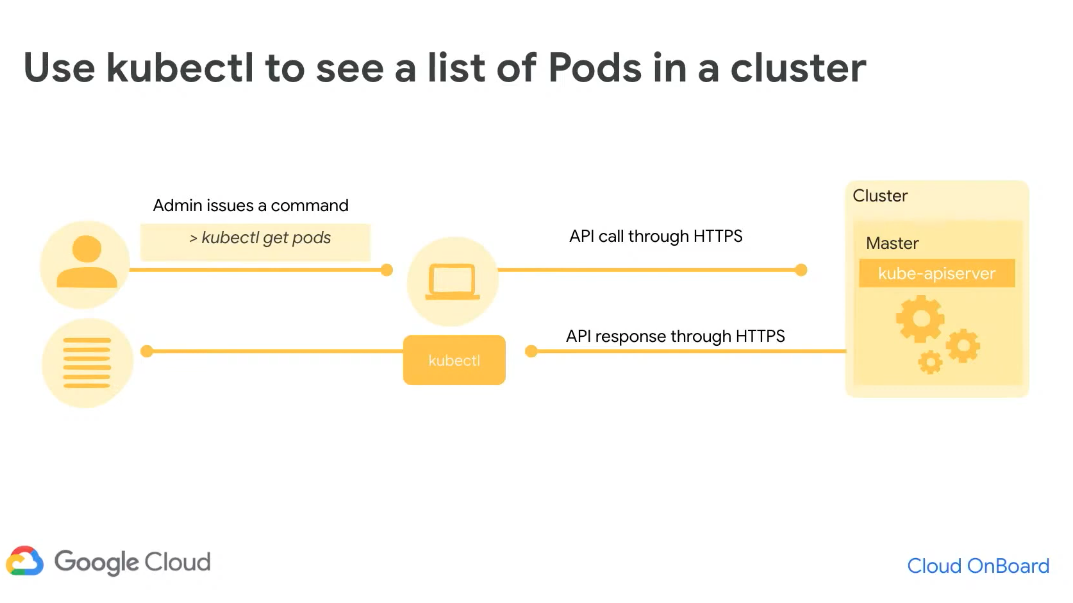 Use kubectl to see a list of Pods in a cluster
Admin issues a command
> kubectl get pods
API call through HTTPS
Cluster
Master
kube-apiserver
API response through HTTPS
kubectl
Google Cloud
Cloud OnBoard